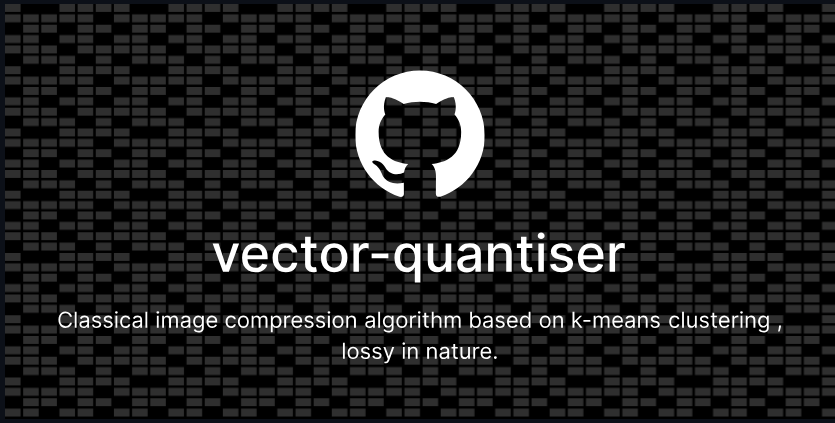 vector-quantiser
Classical image compression algorithm based on k-means clustering ,
lossy in nature.